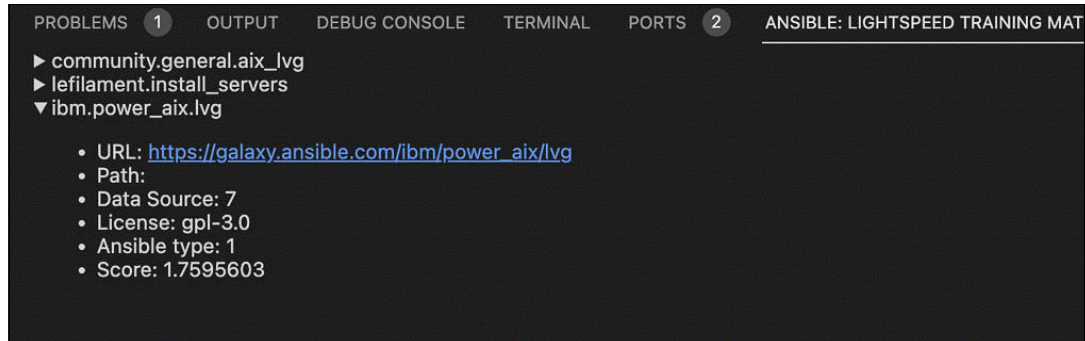 PROBLEMS 1 OUTPUT DEBUG CONSOLE TERMINAL PORTS 2 ANSIBLE: LIGHTSPEED TRAINING MAT
▶ community.general.aix_lvg
▶ lefilament.install_servers
▼ ibm.power_aix.lvg
• URL: https://galaxy.ansible.com/ibm/power_aix/lvg
• Path:
• Data Source: 7
• License: gpl-3.0
• Ansible type: 1
• Score: 1.7595603